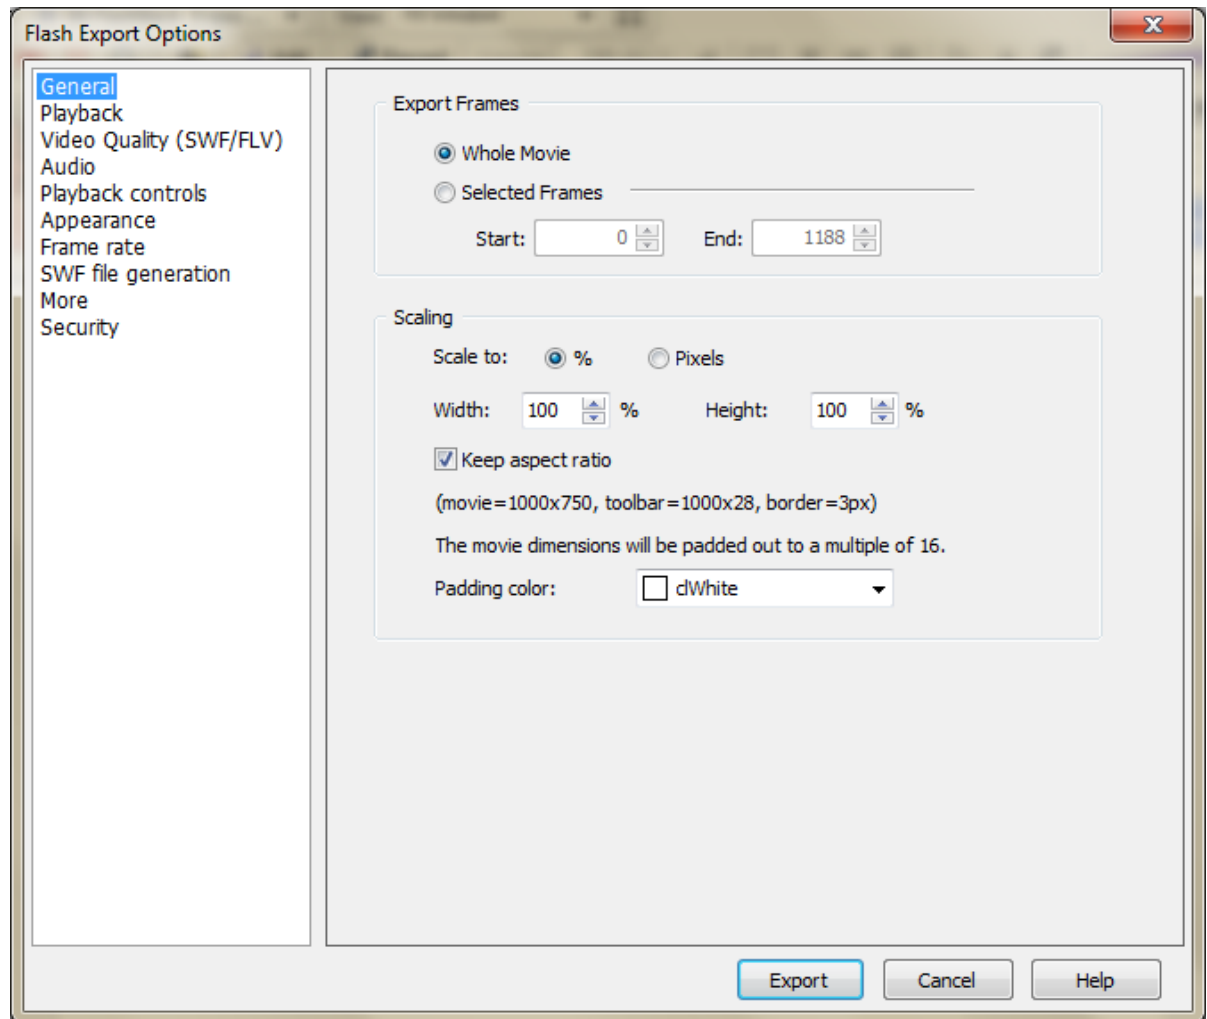 Flash Export Options
General
Playback
Video Quality (SWF/FLV)
Audio
Playback controls
Appearance
Frame rate
SWF file generation
More
Security
Export Frames
Whole Movie
Selected Frames
Start: 0 End: 1188
Scaling
Scale to: % Pixels
Width: 100 % Height: 100 %
Keep aspect ratio
(movie=1000x750, toolbar=1000x28, border=3px)
The movie dimensions will be padded out to a multiple of 16.
Padding color: clWhite
Export Cancel Help